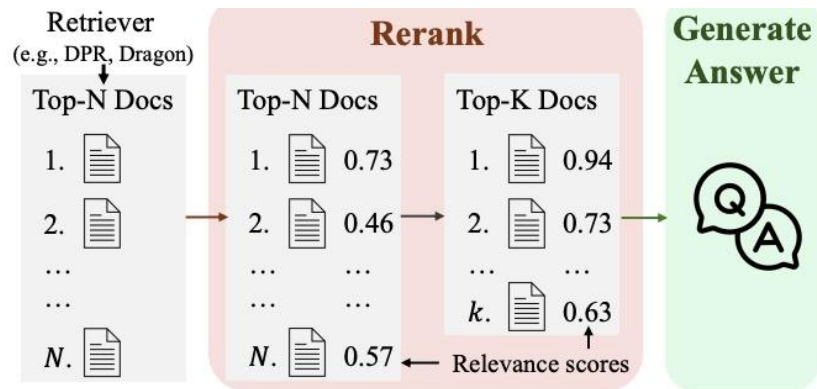 Retriever
(e.g., DPR, Dragon)
Top-N Docs
1.
2.
...
...
N.
Rerank
Top-N Docs
1. 0.73
2. 0.46
... ...
... ...
N. 0.57
Top-K Docs
1. 0.94
2. 0.73
... ...
k. 0.63
Relevance scores
Generate
Answer
Q
A